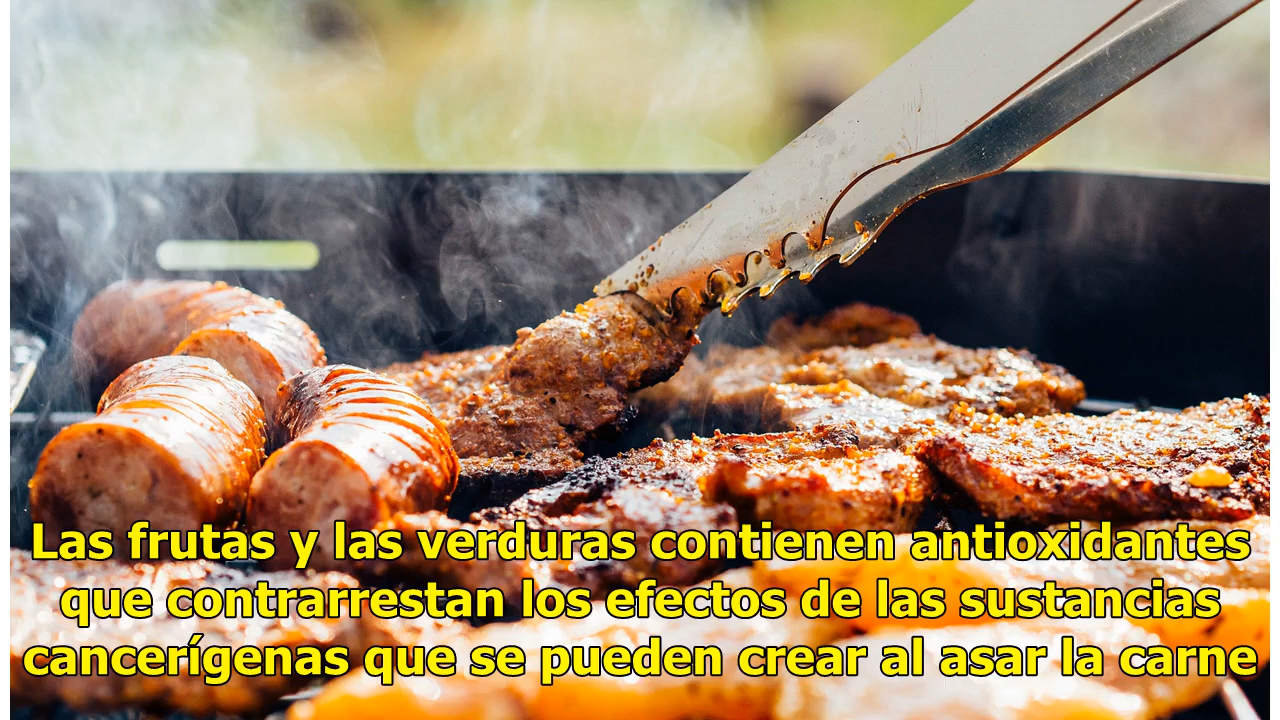 Las frutas y las verduras contienen antioxidantes
que contrarrestan los efectos de las sustancias
cancerígenas que se pueden crear al asar la carne